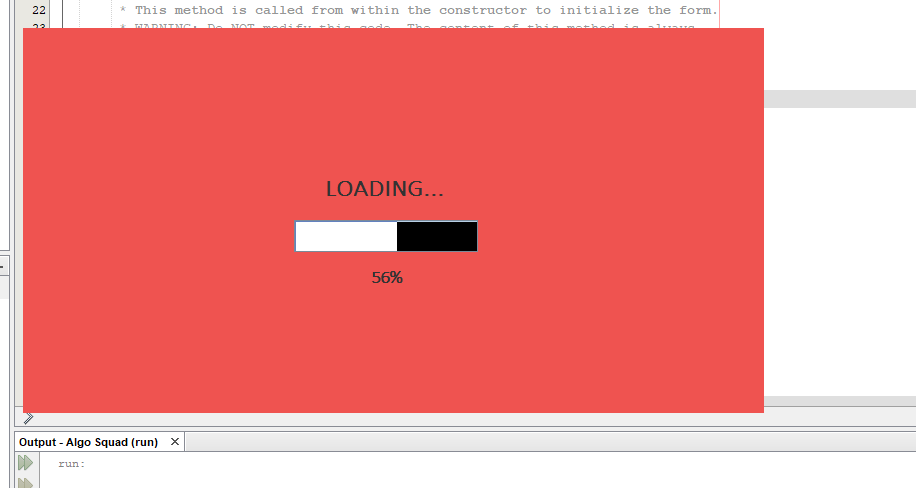 22
* This method is called from within the constructor to initialize the form.
23
* WARNING: Do NOT modify this code. The content of this method is always
LOADING...
56%
Output - Algo Squad (run)
run: